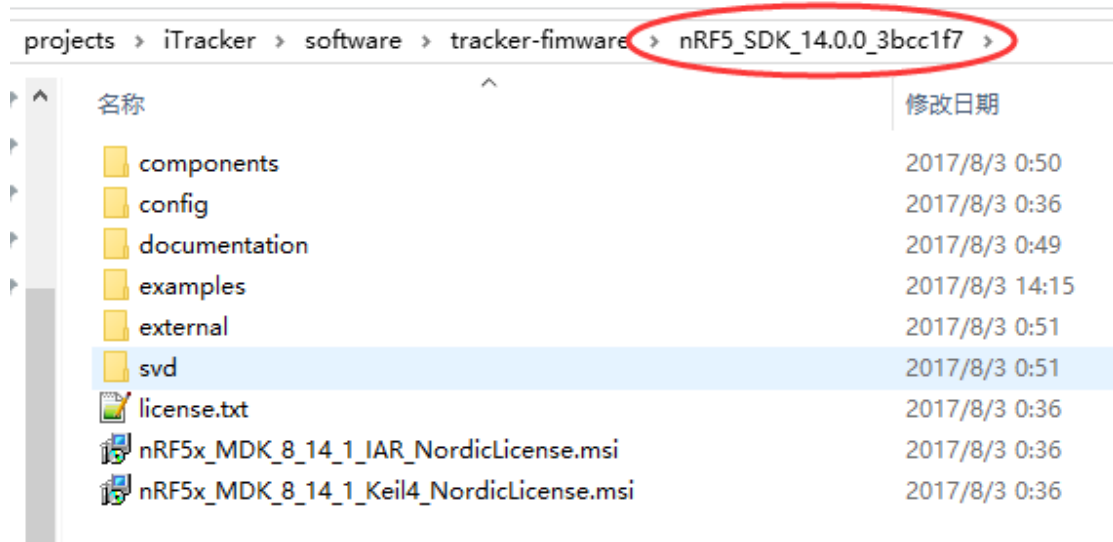 projects > iTracker > software > tracker-fimware > nRF5_SDK_14.0.0_3bcc1f7 >
名称 修改日期
components 2017/8/3 0:50
config 2017/8/3 0:36
documentation 2017/8/3 0:49
examples 2017/8/3 14:15
external 2017/8/3 0:51
svd 2017/8/3 0:51
license.txt 2017/8/3 0:36
nRF5x_MDK_8_14_1_IAR_NordicLicense.msi 2017/8/3 0:36
nRF5x_MDK_8_14_1_Keil4_NordicLicense.msi 2017/8/3 0:36